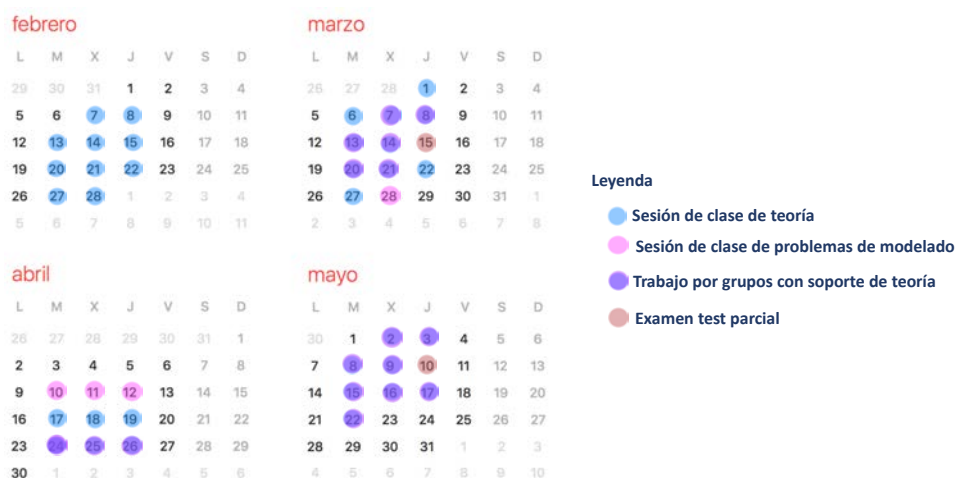 febrero
L M X J V S D
29 30 31 1 2 3 4
5 6 7 8 9 10 11
12 13 14 15 16 17 18
19 20 21 22 23 24 25
26 27 28 1 2 3 4
5 6 7 8 9 10 11
marzo
L M X J V S D
26 27 28 1 2 3 4
5 6 7 8 9 10 11
12 13 14 15 16 17 18
19 20 21 22 23 24 25
26 27 28 29 30 31 1
2 3 4 5 6 7 8
abril
L M X J V S D
26 27 28 29 30 31 1
2 3 4 5 6 7 8
9 10 11 12 13 14 15
16 17 18 19 20 21 22
23 24 25 26 27 28 29
30 1 2 3 4 5 6
mayo
L M X J V S D
30 1 2 3 4 5 6
7 8 9 10 11 12 13
14 15 16 17 18 19 20
21 22 23 24 25 26 27
28 29 30 31 1 2 3
4 5 6 7 8 9 10
Leyenda
Sesión de clase de teoría
Sesión de clase de problemas de modelado
Trabajo por grupos con soporte de teoría
Examen test parcial